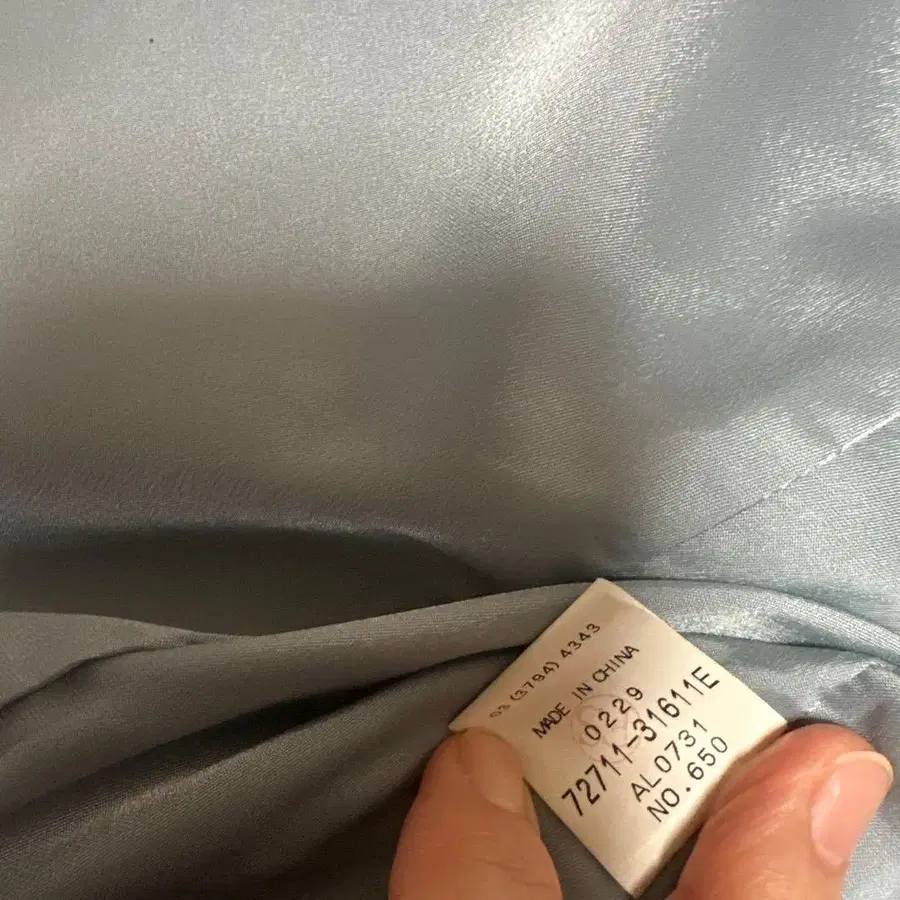 03 (3794) 4343
MADE IN CHINA
0229
72711-31611E
AL0731
NO.650